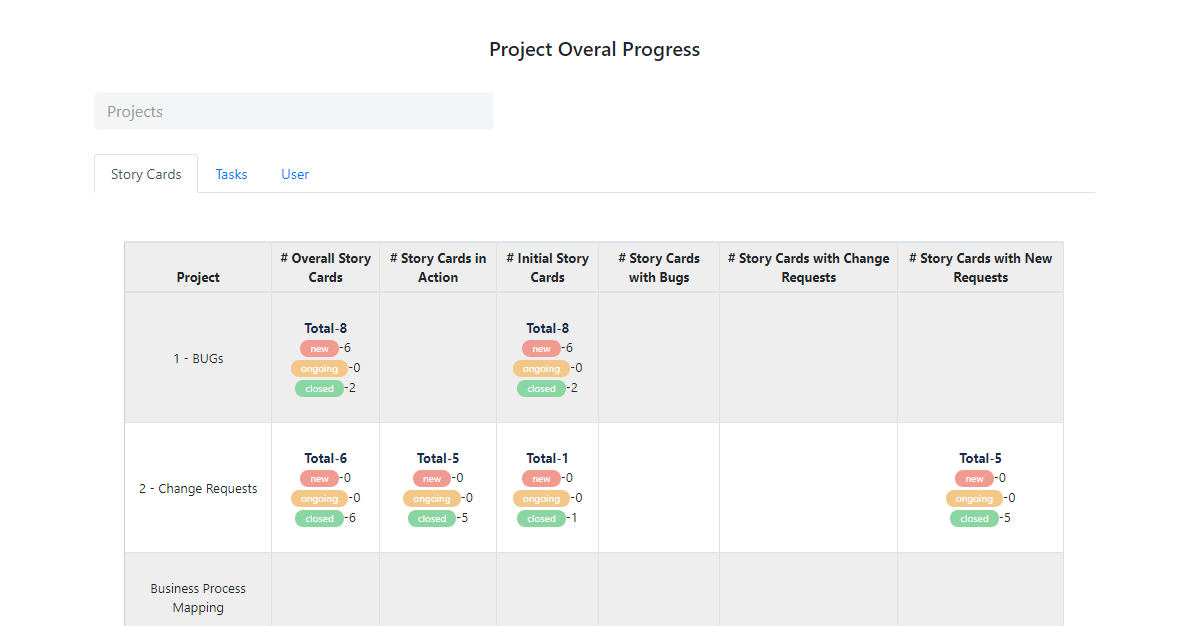 Project Overal Progress
Projects
Story Cards Tasks User
Project # Overall Story Cards # Story Cards in Action # Initial Story Cards # Story Cards with Bugs # Story Cards with Change Requests # Story Cards with New Requests
1 - BUGs
Total-8
new-6
ongoing-0
closed-2
Total-8
new-6
ongoing-0
closed-2
2 - Change Requests
Total-6
new-0
ongoing-0
closed-6
Total-5
new-0
ongoing-0
closed-5
Total-1
new-0
ongoing-0
closed-1
Total-5
new-0
ongoing-0
closed-5
Business Process
Mapping